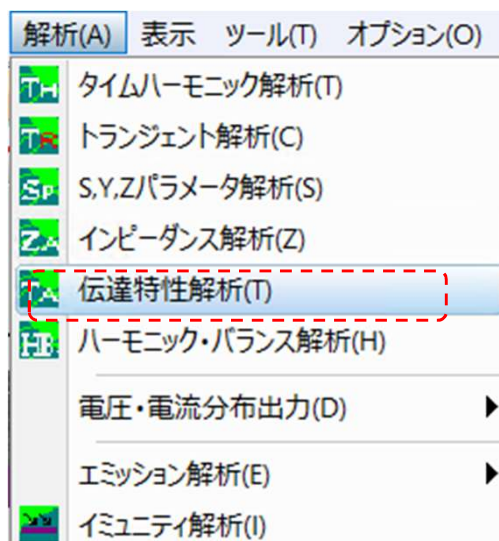 解析(A) 表示 ツール(T) オプション(O)
TH タイムハーモニック解析(T)
TR トランジェント解析(C)
SP S,Y,Zパラメータ解析(S)
ZA インピーダンス解析(Z)
TA 伝達特性解析(T)
HB ハーモニック・バランス解析(H)
電圧・電流分布出力(D)
エミッション解析(E)
イミュニティ解析(I)